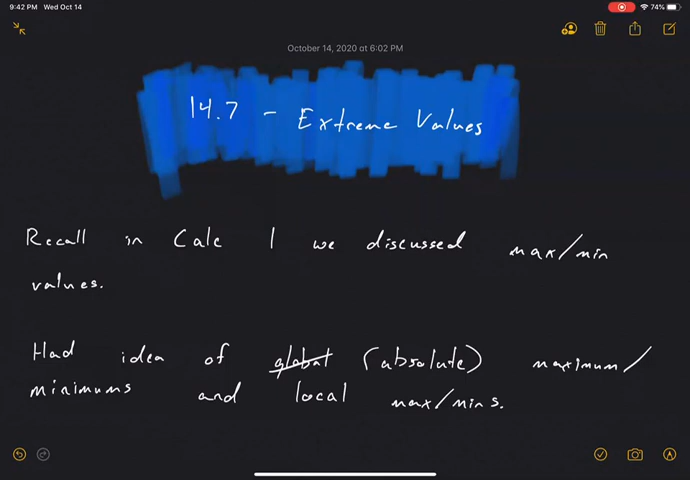 9:42 PM Wed Oct 14
74%
October 14, 2020 at 6:02 PM
14.7 - Extreme Values
Recall in Calc 1 we discussed max/min
values.
Had idea of global (absolute) maximum/
minimums and local max/mins.